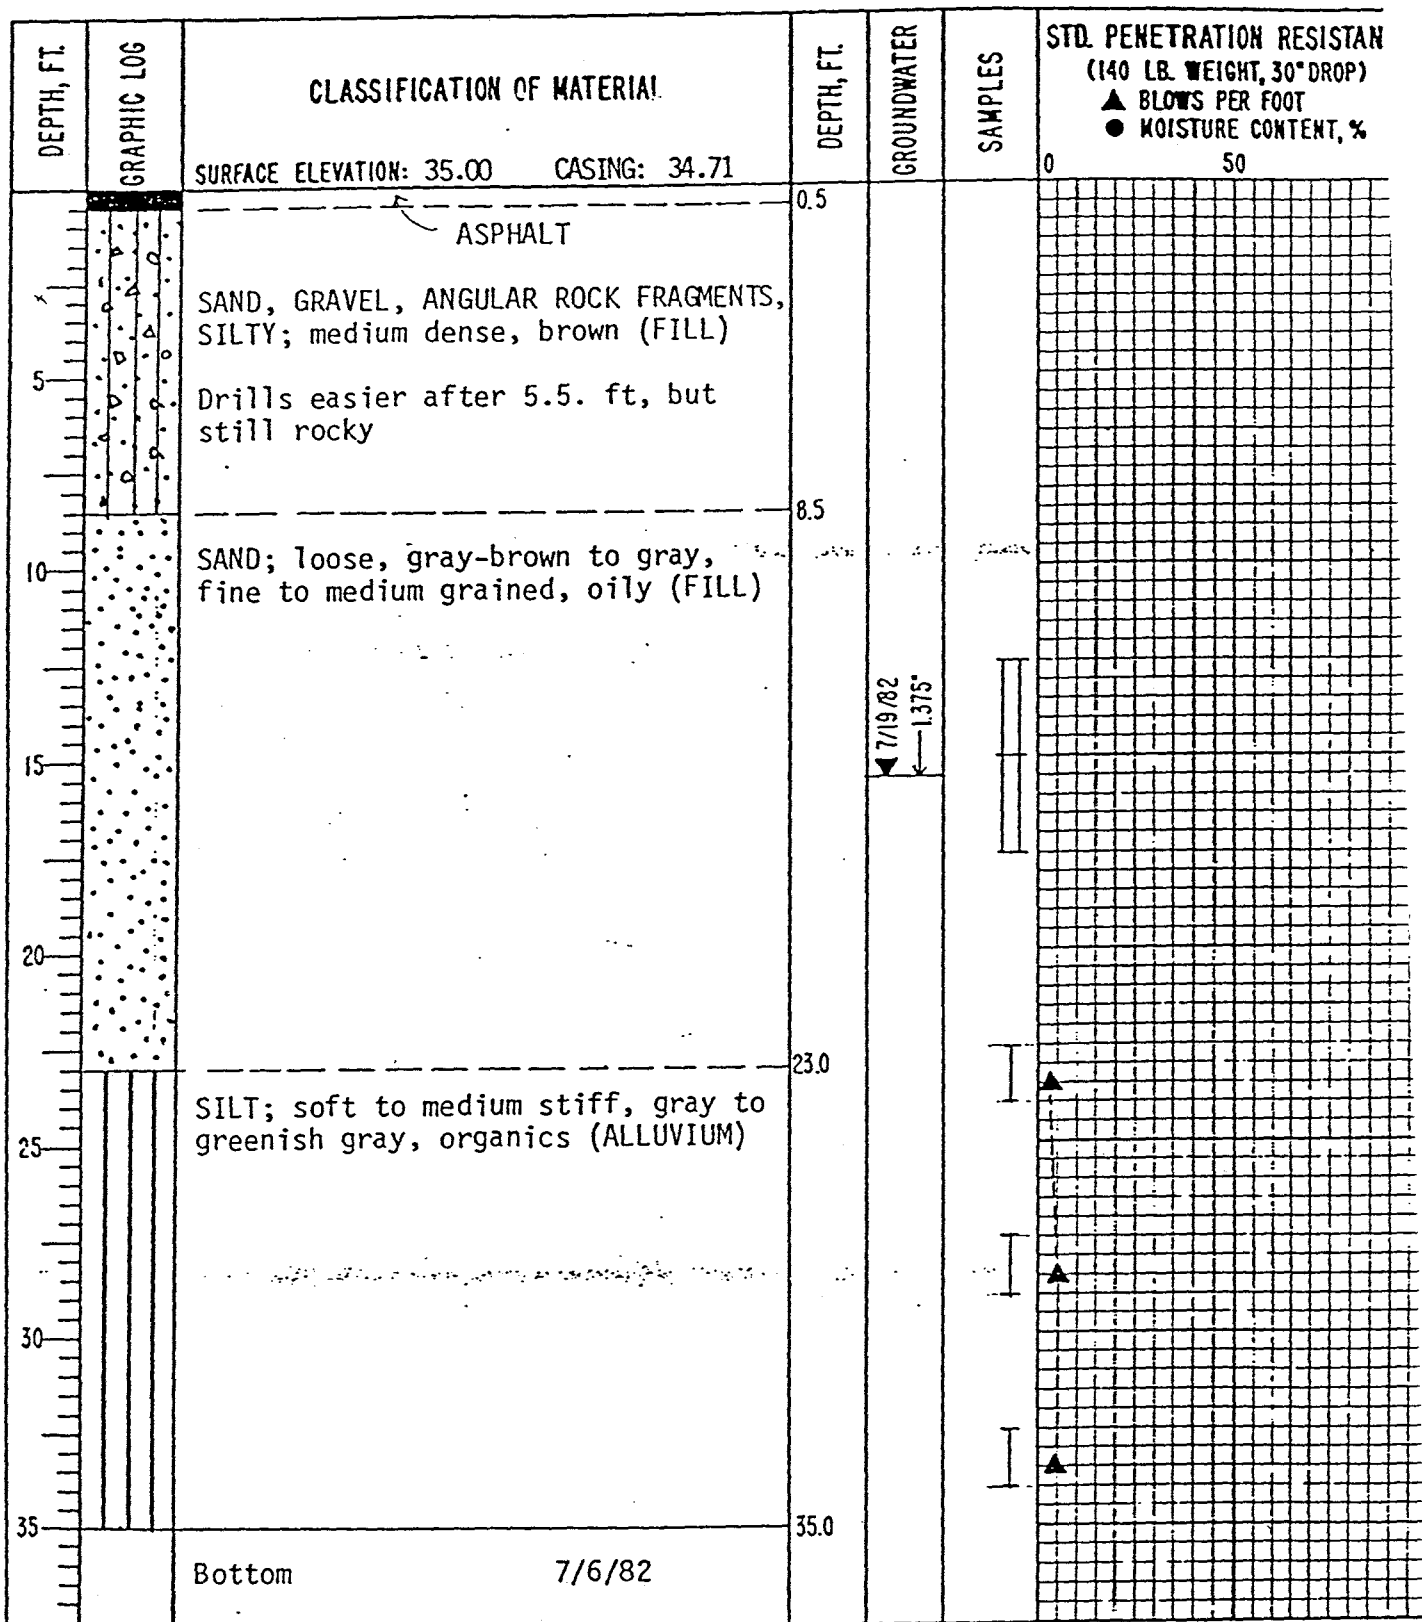 DEPTH, FT.
GRAPHIC LOG
CLASSIFICATION OF MATERIAL
SURFACE ELEVATION: 35.00 CASING: 34.71
DEPTH, FT.
GROUNDWATER
SAMPLES
STD. PENETRATION RESISTAN
(140 LB. WEIGHT, 30" DROP)
▲ BLOWS PER FOOT
● MOISTURE CONTENT, %
0 50
0.5
ASPHALT
SAND, GRAVEL, ANGULAR ROCK FRAGMENTS,
SILTY; medium dense, brown (FILL)
5
Drills easier after 5.5. ft, but
still rocky
8.5
SAND; loose, gray-brown to gray,
10
fine to medium grained, oily (FILL)
7/19/82
1.375"
15
20
23.0
SILT; soft to medium stiff, gray to
greenish gray, organics (ALLUVIUM)
25
30
35
35.0
Bottom 7/6/82